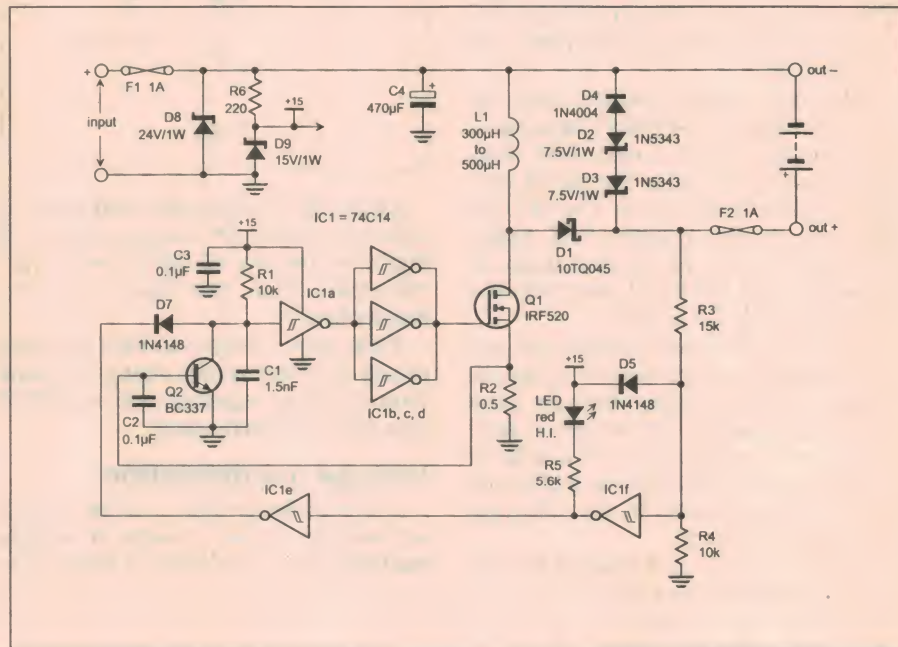 +
F1 1A
input
D8
24V/1W
R6
220
+15
D9
15V/1W
C4
470µF
+
L1
300µH
to
500µH
D4
1N4004
D2
7.5V/1W
1N5343
D3
7.5V/1W
1N5343
out –
+
F2 1A
out +
IC1 = 74C14
+15
C3
0.1µF
R1
10k
IC1a
D7
1N4148
Q2
BC337
C1
1.5nF
C2
0.1µF
IC1b, c, d
D1
10TQ045
Q1
IRF520
R2
0.5
R3
15k
+15
D5
1N4148
LED
red
H.I.
R5
5.6k
IC1e
IC1f
R4
10k